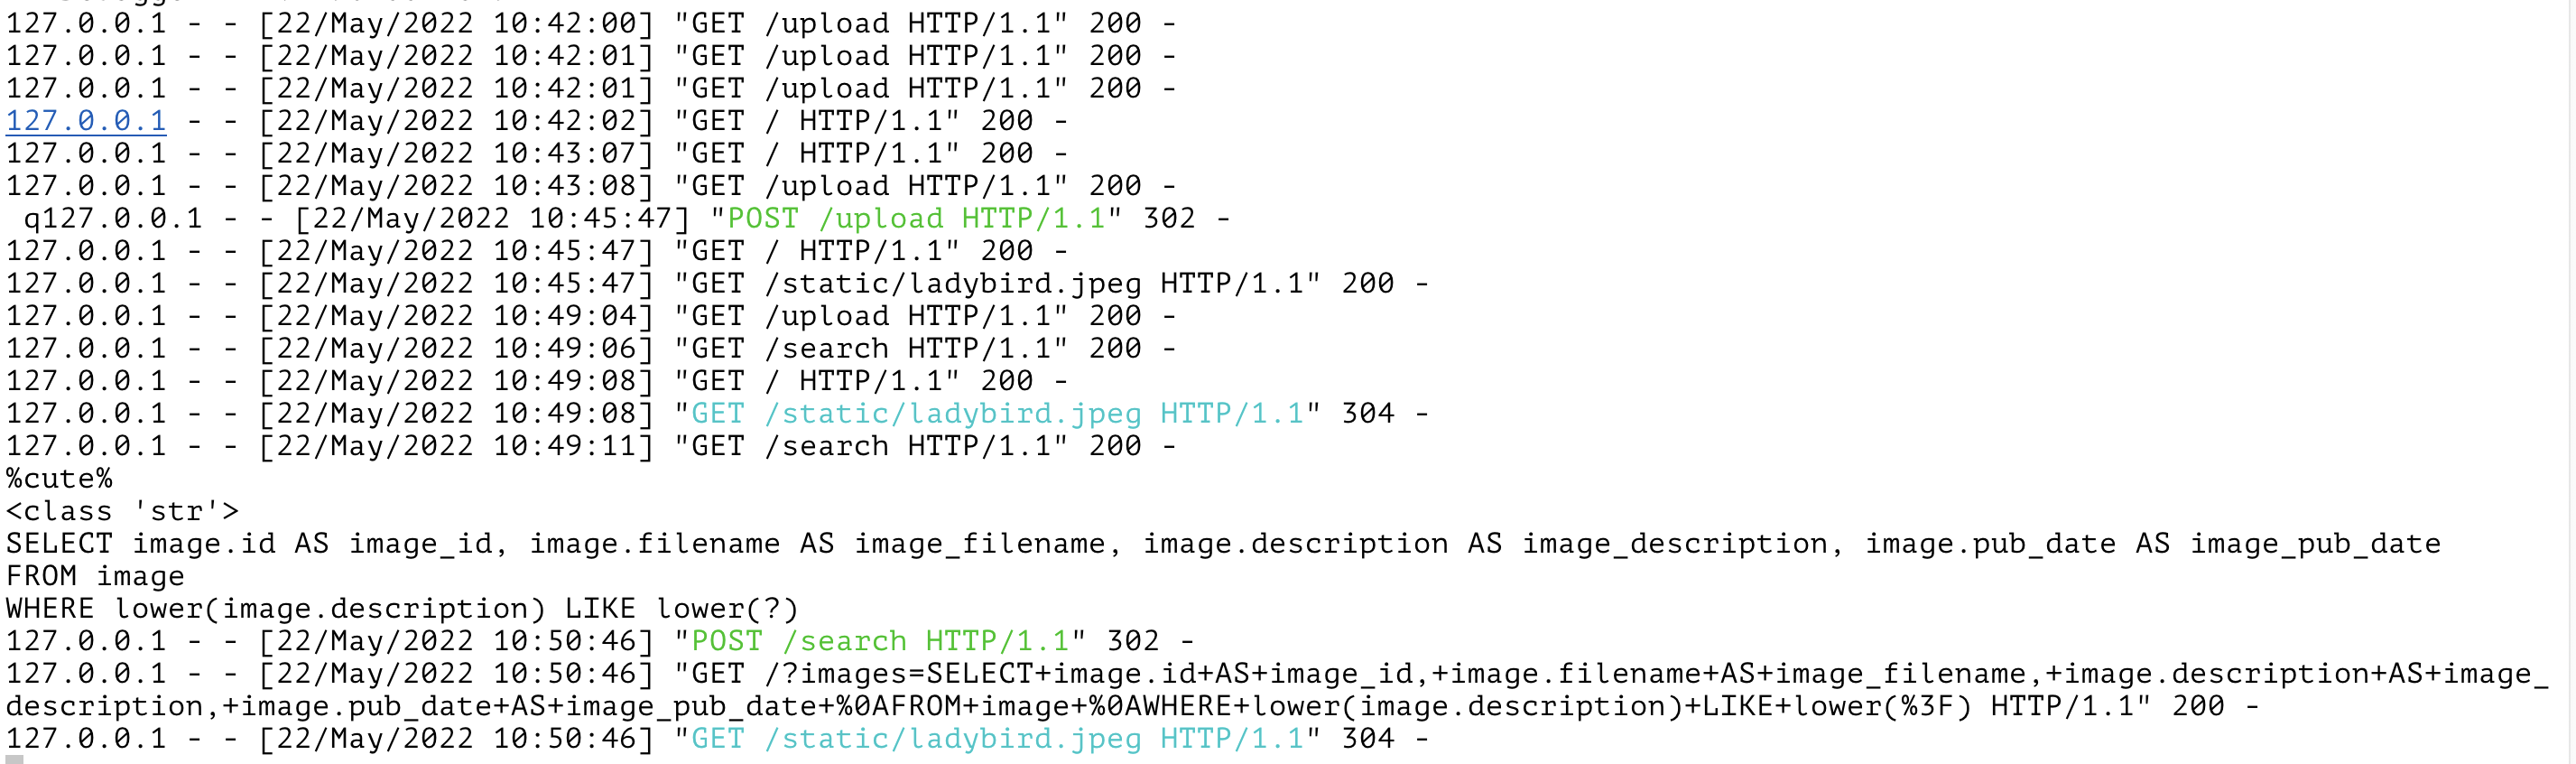 127.0.0.1 - - [22/May/2022 10:42:00] "GET /upload HTTP/1.1" 200 -
127.0.0.1 - - [22/May/2022 10:42:01] "GET /upload HTTP/1.1" 200 -
127.0.0.1 - - [22/May/2022 10:42:01] "GET /upload HTTP/1.1" 200 -
127.0.0.1 - - [22/May/2022 10:42:02] "GET / HTTP/1.1" 200 -
127.0.0.1 - - [22/May/2022 10:43:07] "GET / HTTP/1.1" 200 -
127.0.0.1 - - [22/May/2022 10:43:08] "GET /upload HTTP/1.1" 200 -
 q127.0.0.1 - - [22/May/2022 10:45:47] "POST /upload HTTP/1.1" 302 -
127.0.0.1 - - [22/May/2022 10:45:47] "GET / HTTP/1.1" 200 -
127.0.0.1 - - [22/May/2022 10:45:47] "GET /static/ladybird.jpeg HTTP/1.1" 200 -
127.0.0.1 - - [22/May/2022 10:49:04] "GET /upload HTTP/1.1" 200 -
127.0.0.1 - - [22/May/2022 10:49:06] "GET /search HTTP/1.1" 200 -
127.0.0.1 - - [22/May/2022 10:49:08] "GET / HTTP/1.1" 200 -
127.0.0.1 - - [22/May/2022 10:49:08] "GET /static/ladybird.jpeg HTTP/1.1" 304 -
127.0.0.1 - - [22/May/2022 10:49:11] "GET /search HTTP/1.1" 200 -
%cute%
<class 'str'>
SELECT image.id AS image_id, image.filename AS image_filename, image.description AS image_description, image.pub_date AS image_pub_date
FROM image
WHERE lower(image.description) LIKE lower(?)
127.0.0.1 - - [22/May/2022 10:50:46] "POST /search HTTP/1.1" 302 -
127.0.0.1 - - [22/May/2022 10:50:46] "GET /?images=SELECT+image.id+AS+image_id,+image.filename+AS+image_filename,+image.description+AS+image_
description,+image.pub_date+AS+image_pub_date+%0AFROM+image+%0AWHERE+lower(image.description)+LIKE+lower(%3F) HTTP/1.1" 200 -
127.0.0.1 - - [22/May/2022 10:50:46] "GET /static/ladybird.jpeg HTTP/1.1" 304 -